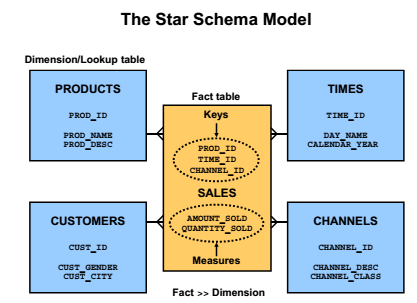 The Star Schema Model
Dimension/Lookup table
PRODUCTS
PROD_ID
PROD_NAME
PROD_DESC
Fact table
Keys
PROD_ID
TIME_ID
CHANNEL_ID
SALES
AMOUNT_SOLD
QUANTITY_SOLD
Measures
TIMES
TIME_ID
DAY_NAME
CALENDAR_YEAR
CUSTOMERS
CUST_ID
CUST_GENDER
CUST_CITY
CHANNELS
CHANNEL_ID
CHANNEL_DESC
CHANNEL_CLASS
Fact >> Dimension